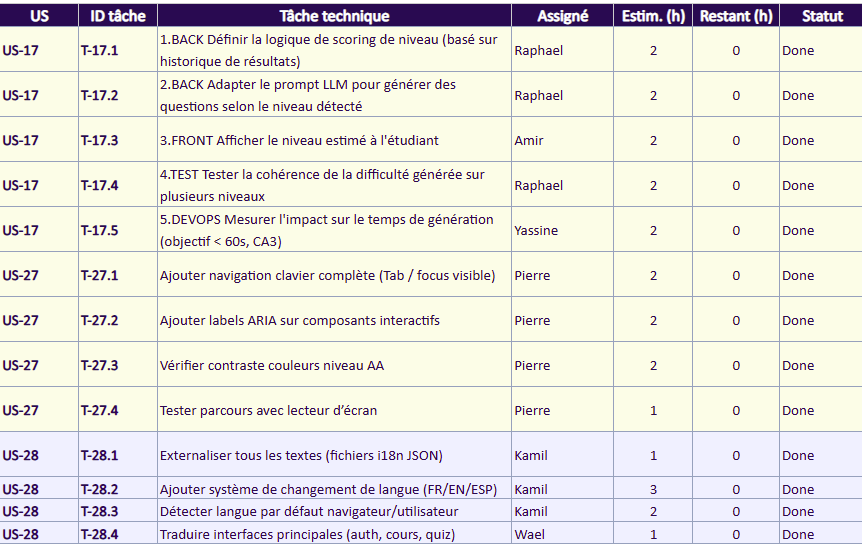 US ID tâche Tâche technique Assigné Estim. (h) Restant (h) Statut
US-17 T-17.1 1.BACK Définir la logique de scoring de niveau (basé sur historique de résultats) Raphael 2 0 Done
US-17 T-17.2 2.BACK Adapter le prompt LLM pour générer des questions selon le niveau détecté Raphael 2 0 Done
US-17 T-17.3 3.FRONT Afficher le niveau estimé à l'étudiant Amir 2 0 Done
US-17 T-17.4 4.TEST Tester la cohérence de la difficulté générée sur plusieurs niveaux Raphael 2 0 Done
US-17 T-17.5 5.DEVOPS Mesurer l'impact sur le temps de génération (objectif < 60s, CA3) Yassine 2 0 Done
US-27 T-27.1 Ajouter navigation clavier complète (Tab / focus visible) Pierre 2 0 Done
US-27 T-27.2 Ajouter labels ARIA sur composants interactifs Pierre 2 0 Done
US-27 T-27.3 Vérifier contraste couleurs niveau AA Pierre 2 0 Done
US-27 T-27.4 Tester parcours avec lecteur d’écran Pierre 1 0 Done
US-28 T-28.1 Externaliser tous les textes (fichiers i18n JSON) Kamil 1 0 Done
US-28 T-28.2 Ajouter système de changement de langue (FR/EN/ESP) Kamil 3 0 Done
US-28 T-28.3 Détecter langue par défaut navigateur/utilisateur Kamil 2 0 Done
US-28 T-28.4 Traduire interfaces principales (auth, cours, quiz) Wael 1 0 Done